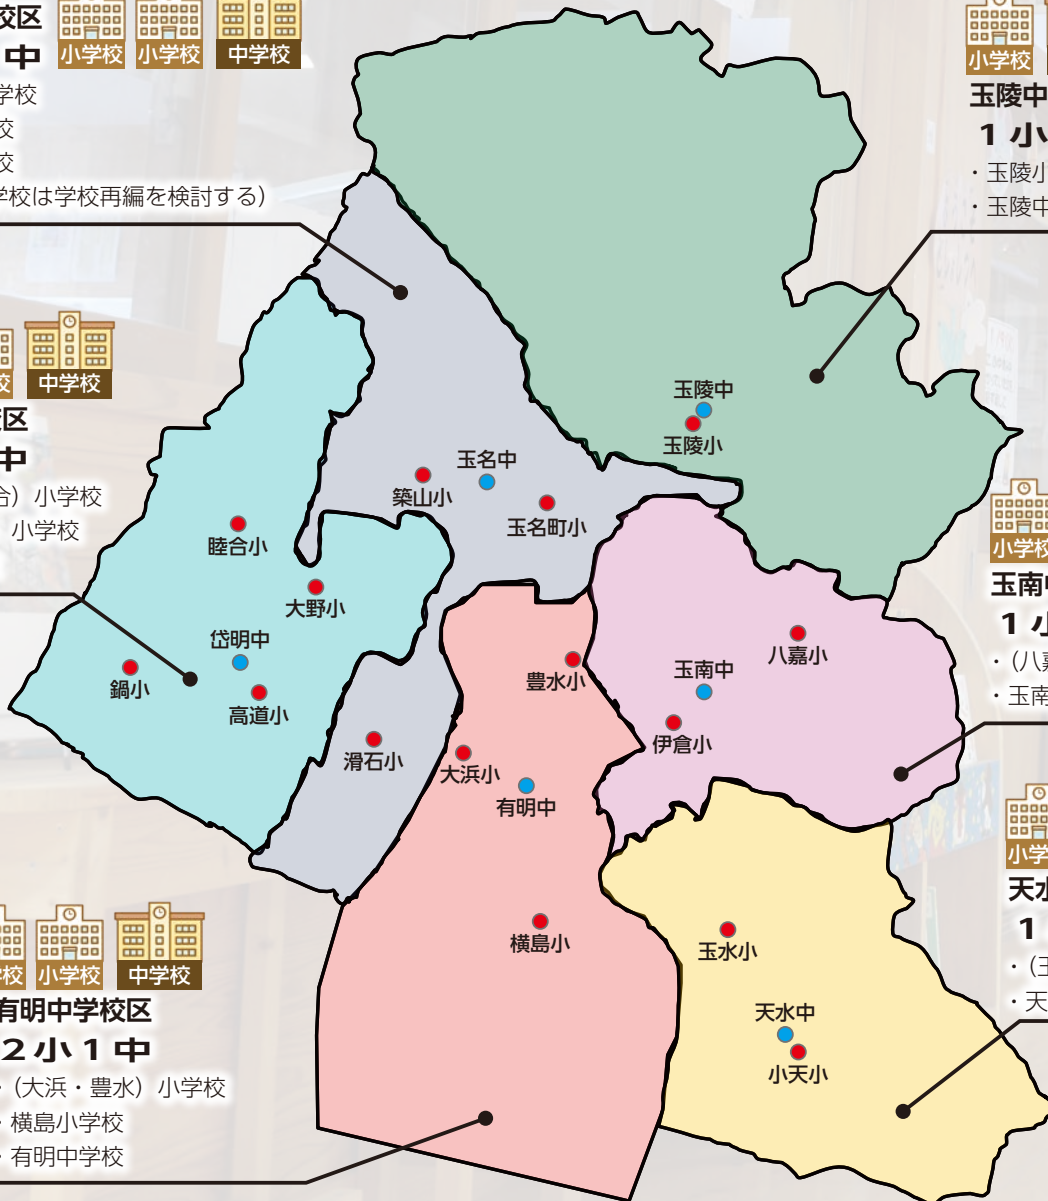 校区
中
小学校
小学校
中学校
学校
校
校
学校は学校再編を検討する）
小学校
玉陵中
1 小
・玉陵小
・玉陵中
校
中学校
校区
中
合）小学校
小学校
玉陵中
玉陵小
玉名中
築山小
玉名町小
睦合小
大野小
岱明中
鍋小
高道小
滑石小
豊水小
大浜小
有明中
八嘉小
玉南中
伊倉小
小学校
玉南中
1 小
・（八嘉
・玉南
横島小
玉水小
天水中
小天小
小学
天水
1
・（玉
・天
学校
小学校
中学校
有明中学校区
2 小 1 中
・（大浜・豊水）小学校
・横島小学校
・有明中学校